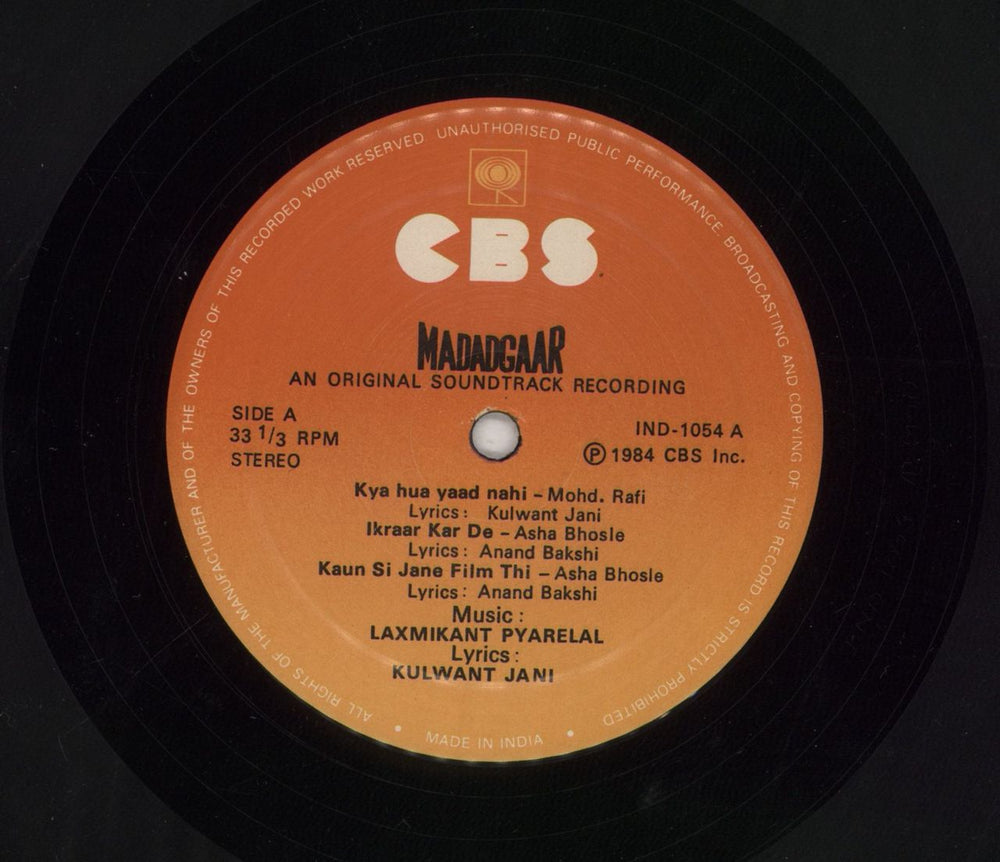 ALL RIGHTS OF THE MANUFACTURER AND OF THE OWNERS OF THIS RECORDED WORK RESERVED UNAUTHORISED PUBLIC PERFORMANCE. BROADCASTING AND COPYING OF THIS RECORD IS STRICTLY PROHIBITED
CBS
MADADGAAR
AN ORIGINAL SOUNDTRACK RECORDING
SIDE A
33 1/3 RPM
STEREO
IND-1054 A
Ⓟ 1984 CBS Inc.
Kya hua yaad nahi – Mohd. Rafi
Lyrics: Kulwant Jani
Ikraar Kar De – Asha Bhosle
Lyrics: Anand Bakshi
Kaun Si Jane Film Thi – Asha Bhosle
Lyrics: Anand Bakshi
Music:
LAXMIKANT PYARELAL
Lyrics:
KULWANT JANI
• MADE IN INDIA •